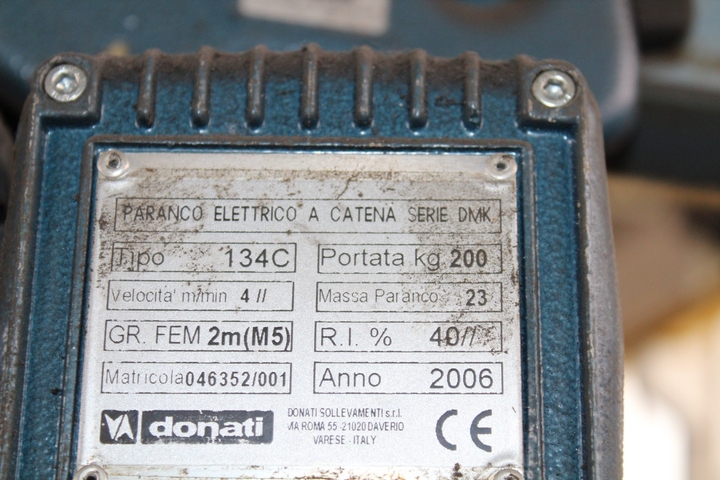 PARANCO ELETTRICO A CATENA SERIE DMK
Tipo 134C
Portata kg 200
Velocita' m/min 4 //
Massa Paranco 23
GR. FEM 2m(M5)
R.I. % 40//
Matricola 046352/001
Anno 2006
donati
DONATI SOLLEVAMENTI s.r.l.
VIA ROMA 55 - 21020 DAVERIO
VARESE - ITALY
CE